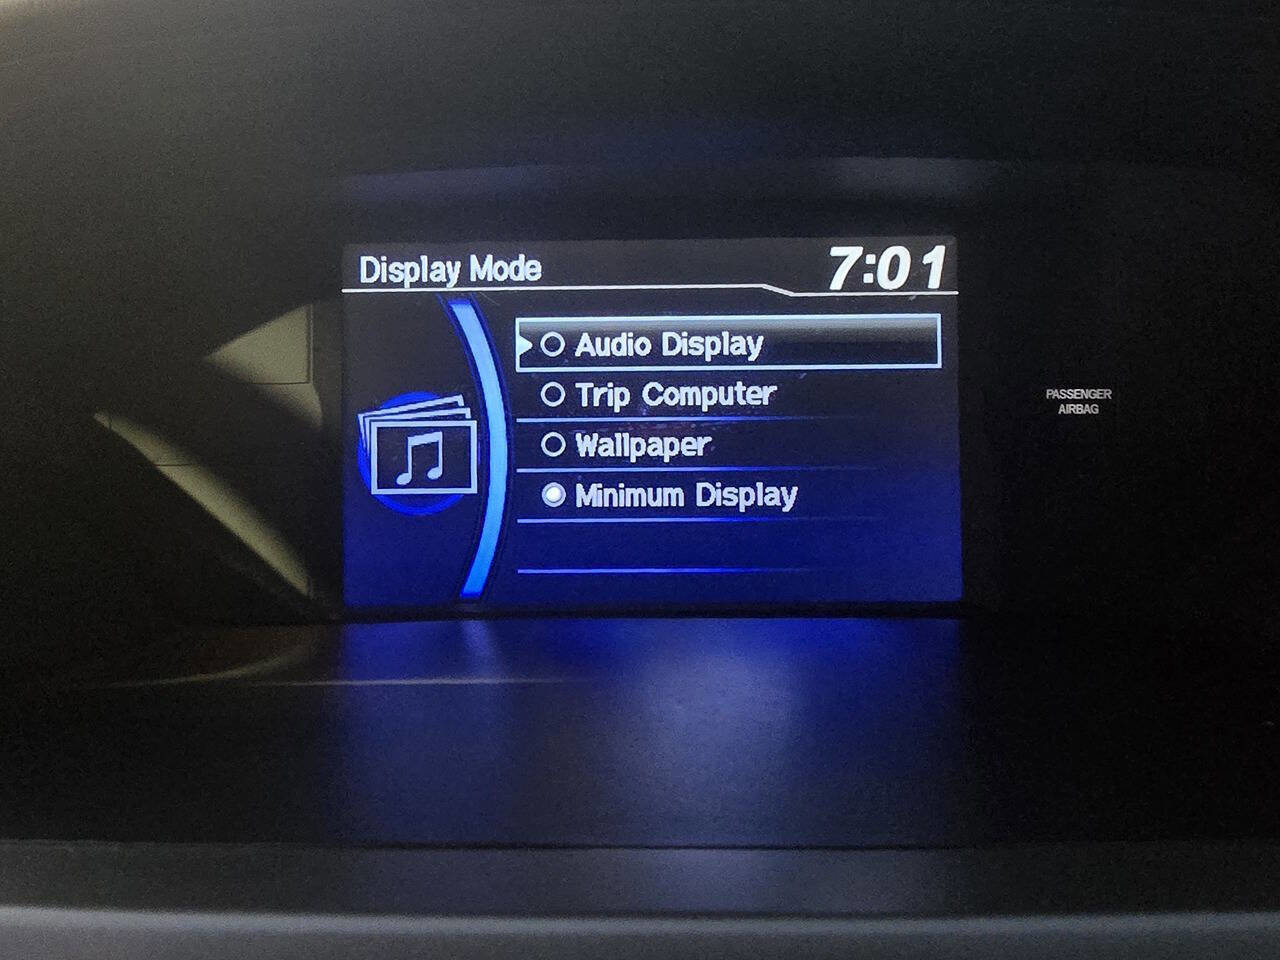 Display Mode 7:01
Audio Display
Trip Computer
Wallpaper
Minimum Display
PASSENGER
AIRBAG